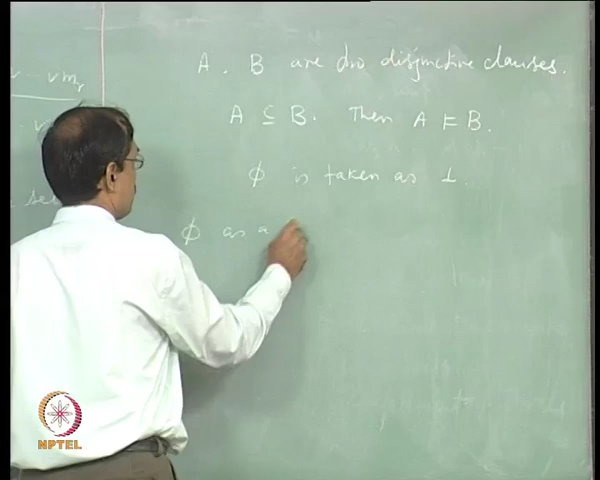 A, B are two disjunctive clauses.
A ⊆ B. Then A ⊨ B.
ϕ is taken as ⊥
ϕ as a
NPTEL